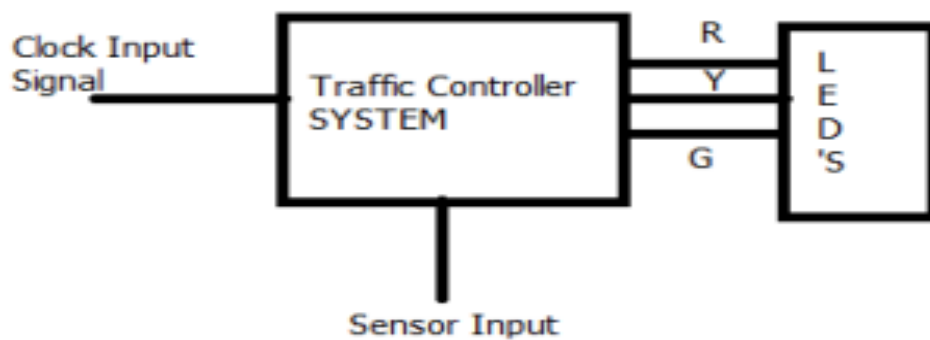 Clock Input
Signal
Traffic Controller
SYSTEM
R
Y
G
L
E
D
'S
Sensor Input